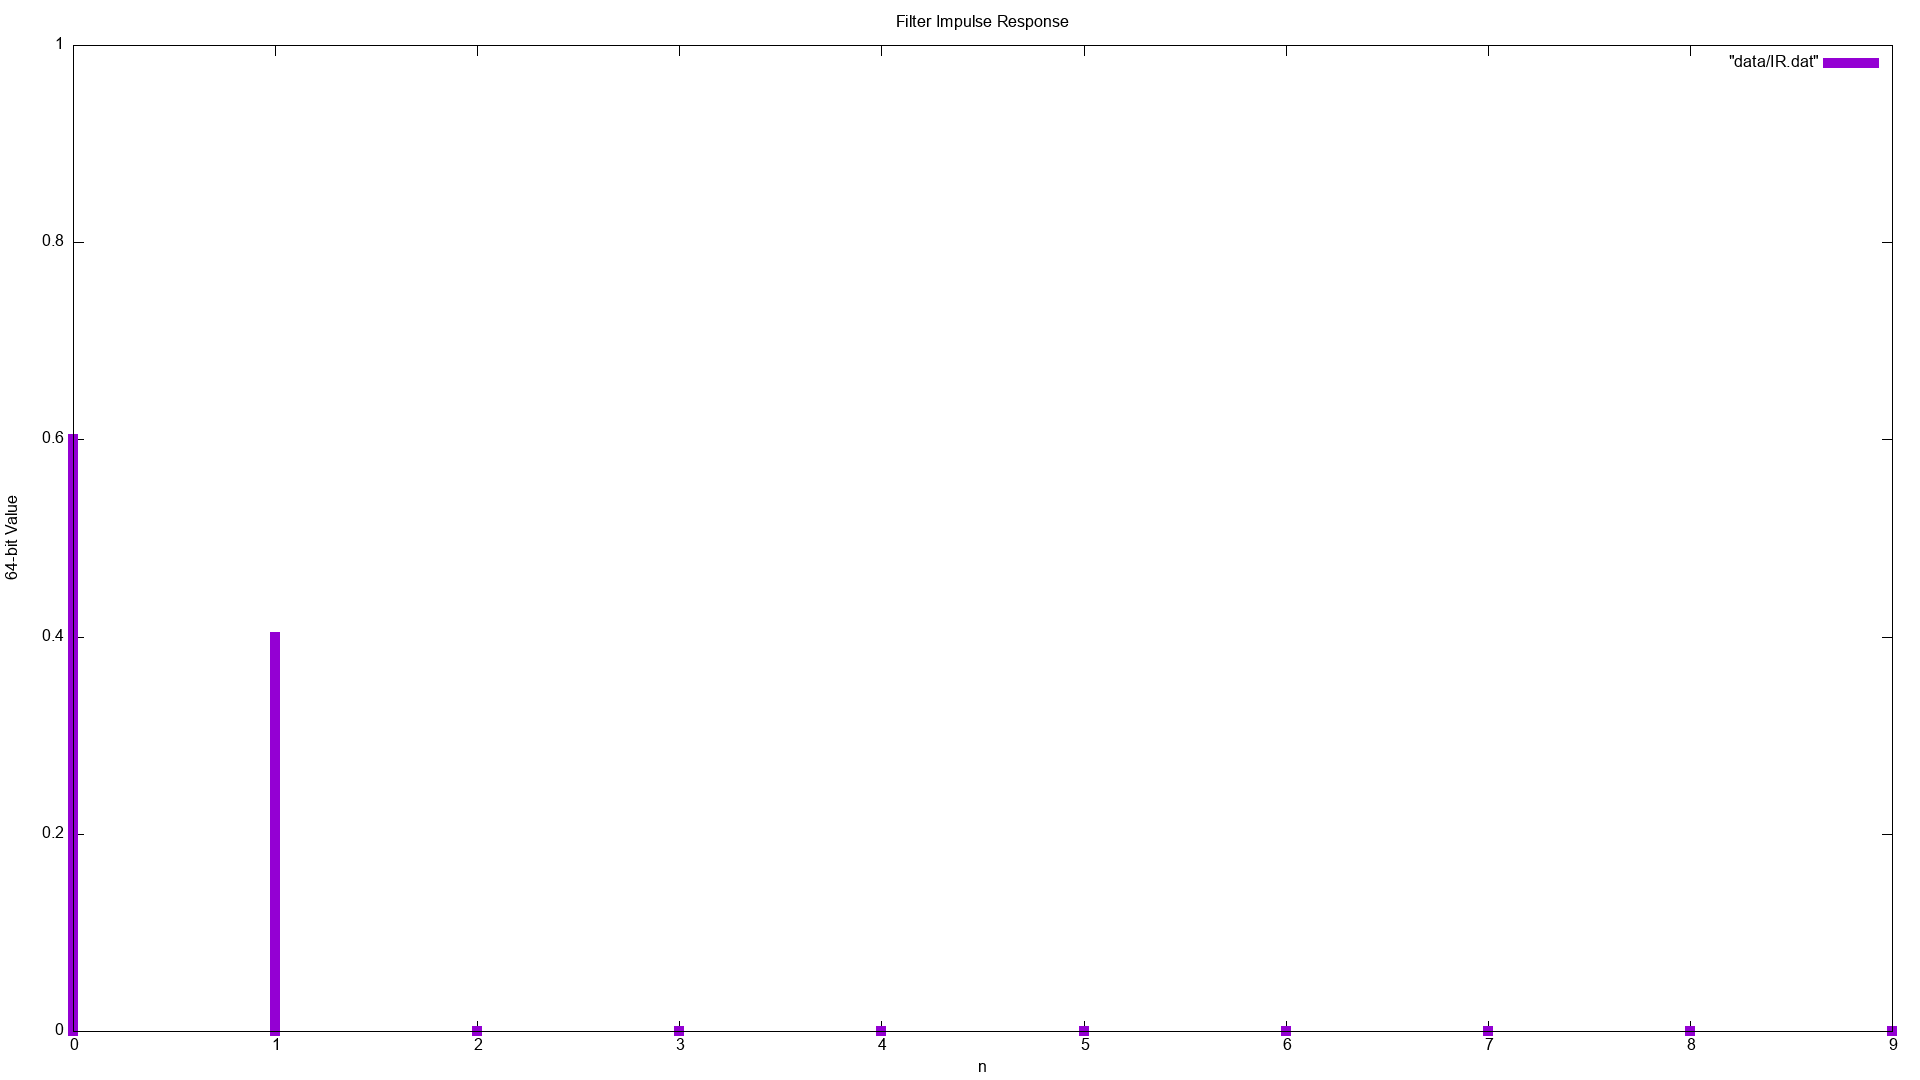 Filter Impulse Response
"data/IR.dat"
1
0.8
0.6
0.4
0.2
0
64-bit Value
0 1 2 3 4 5 6 7 8 9
n